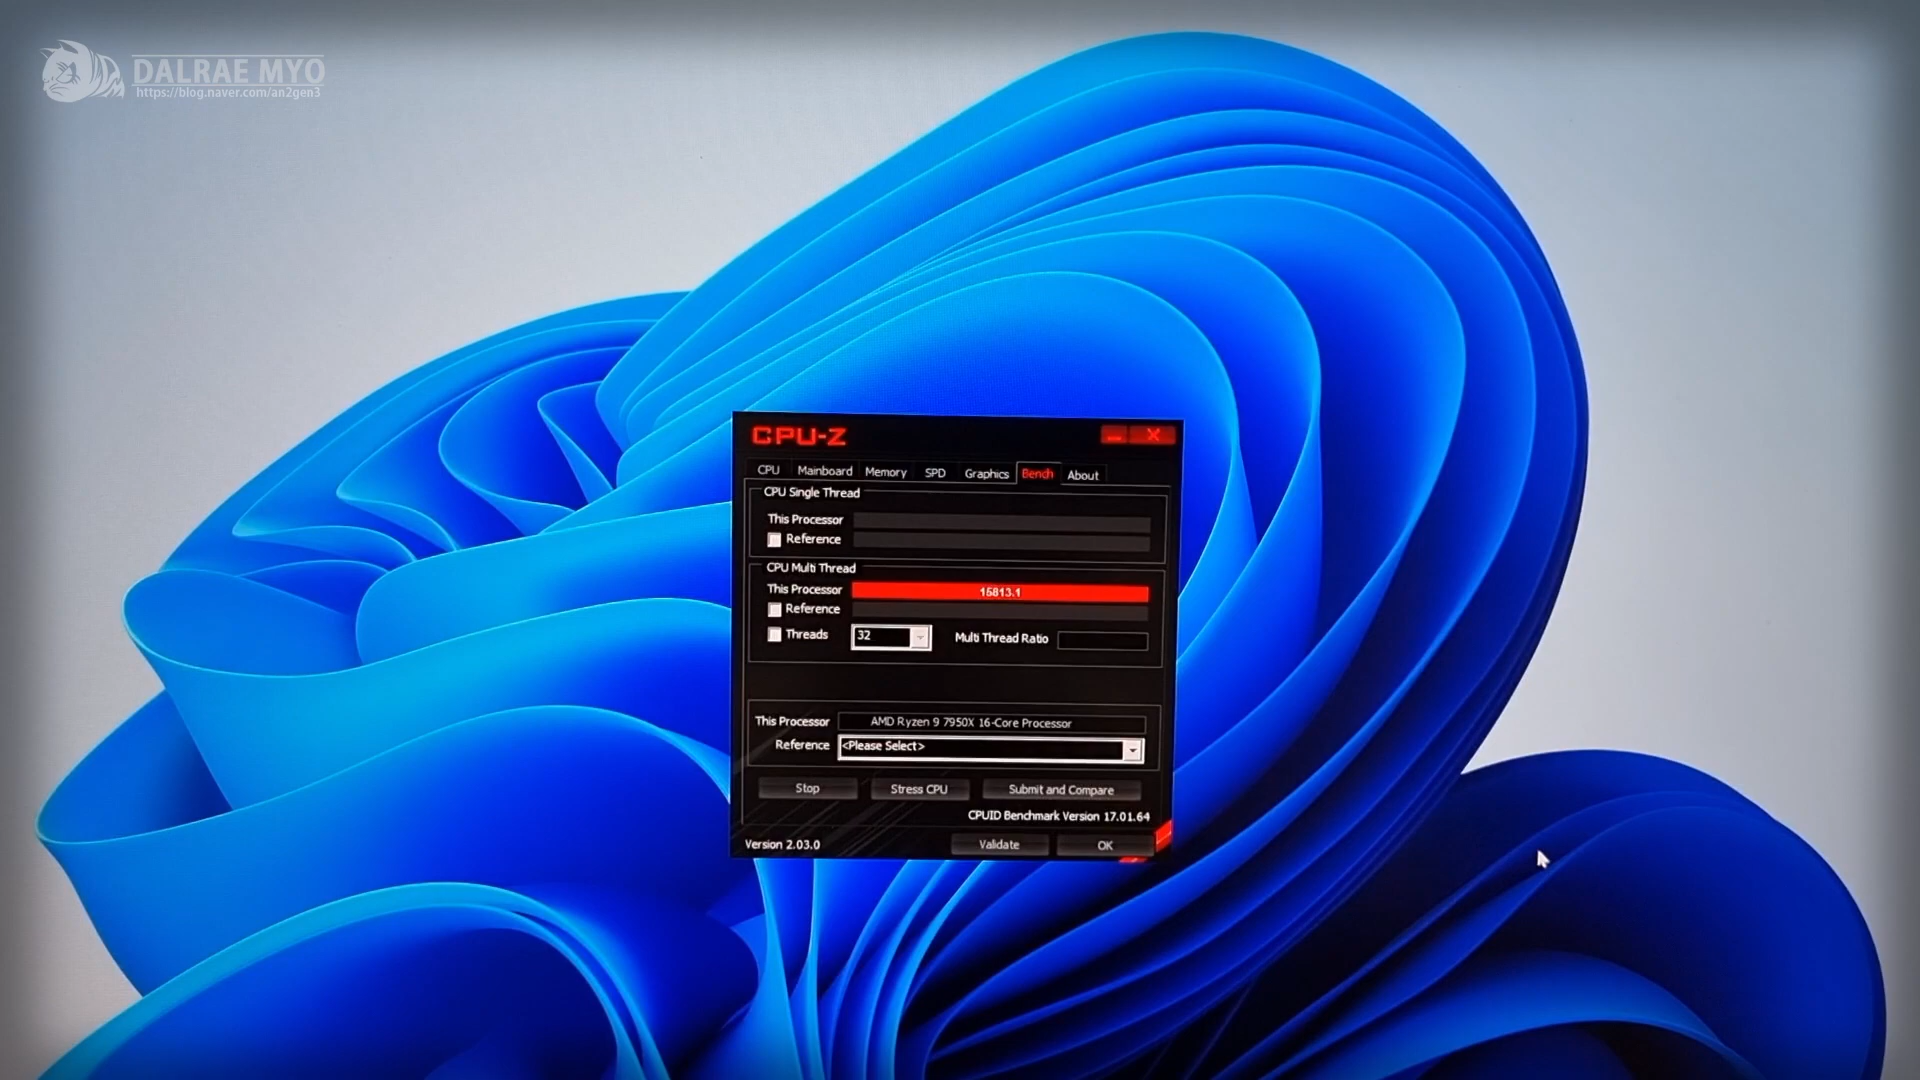 DALRAE MYO
https://blog.naver.com/an2gen3
CPU-Z
CPU Mainboard Memory SPD Graphics Bench About
CPU Single Thread
This Processor
Reference
CPU Multi Thread
This Processor 15813.1
Reference
Threads 32 Multi Thread Ratio
This Processor AMD Ryzen 9 7950X 16-Core Processor
Reference <Please Select>
Stop Stress CPU Submit and Compare
CPUID Benchmark Version 17.01.64
Version 2.03.0 Validate OK